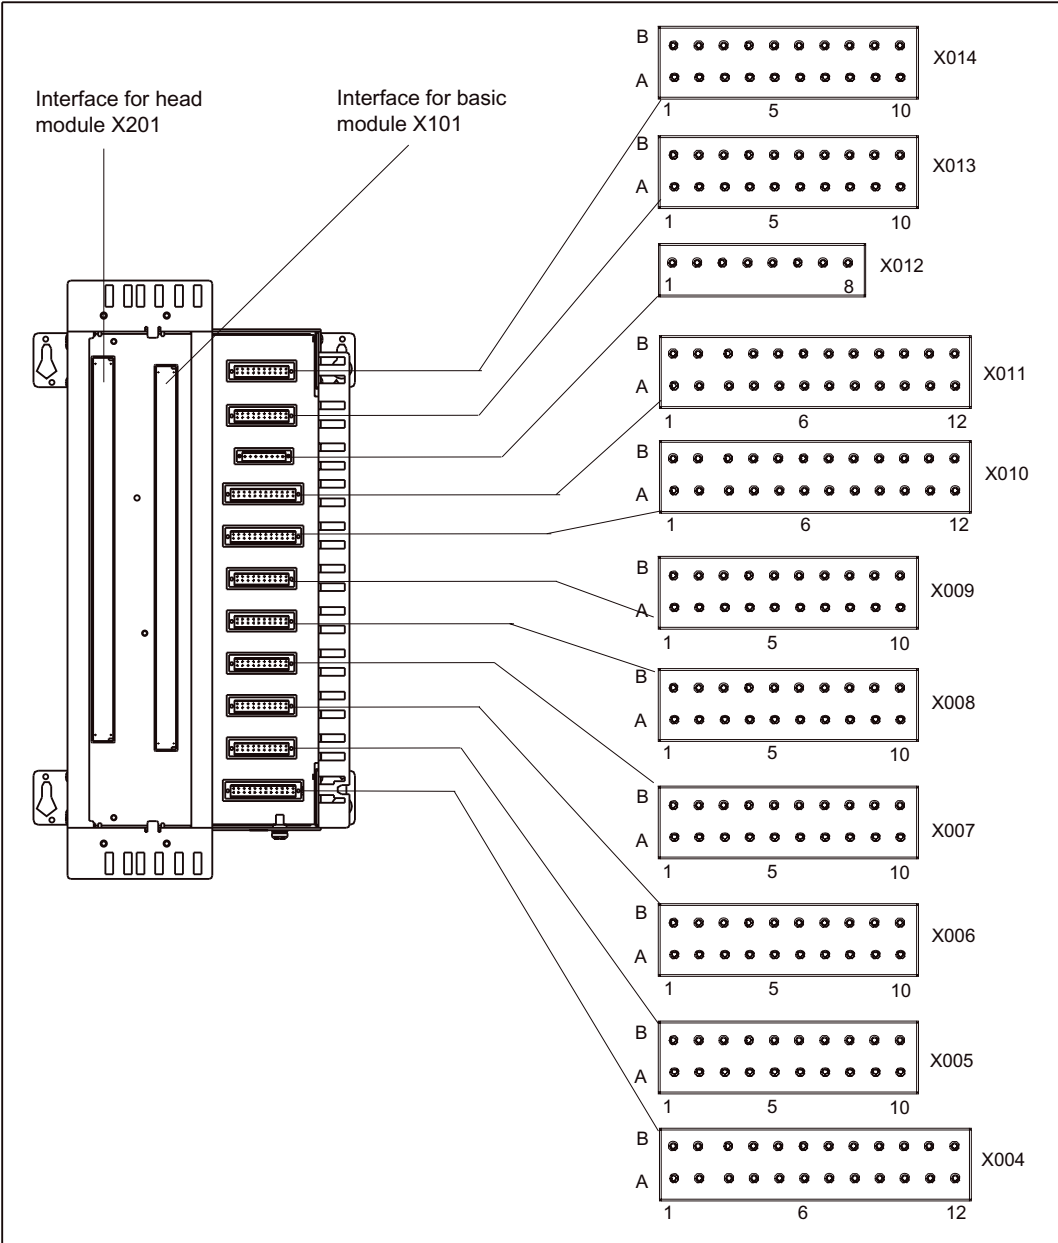 Interface for head
module X201
Interface for basic
module X101
B
A
1 5 10
X014
B
A
1 5 10
X013
1 8
X012
B
A
1 6 12
X011
B
A
1 6 12
X010
B
A
1 5 10
X009
B
A
1 5 10
X008
B
A
1 5 10
X007
B
A
1 5 10
X006
B
A
1 5 10
X005
B
A
1 6 12
X004